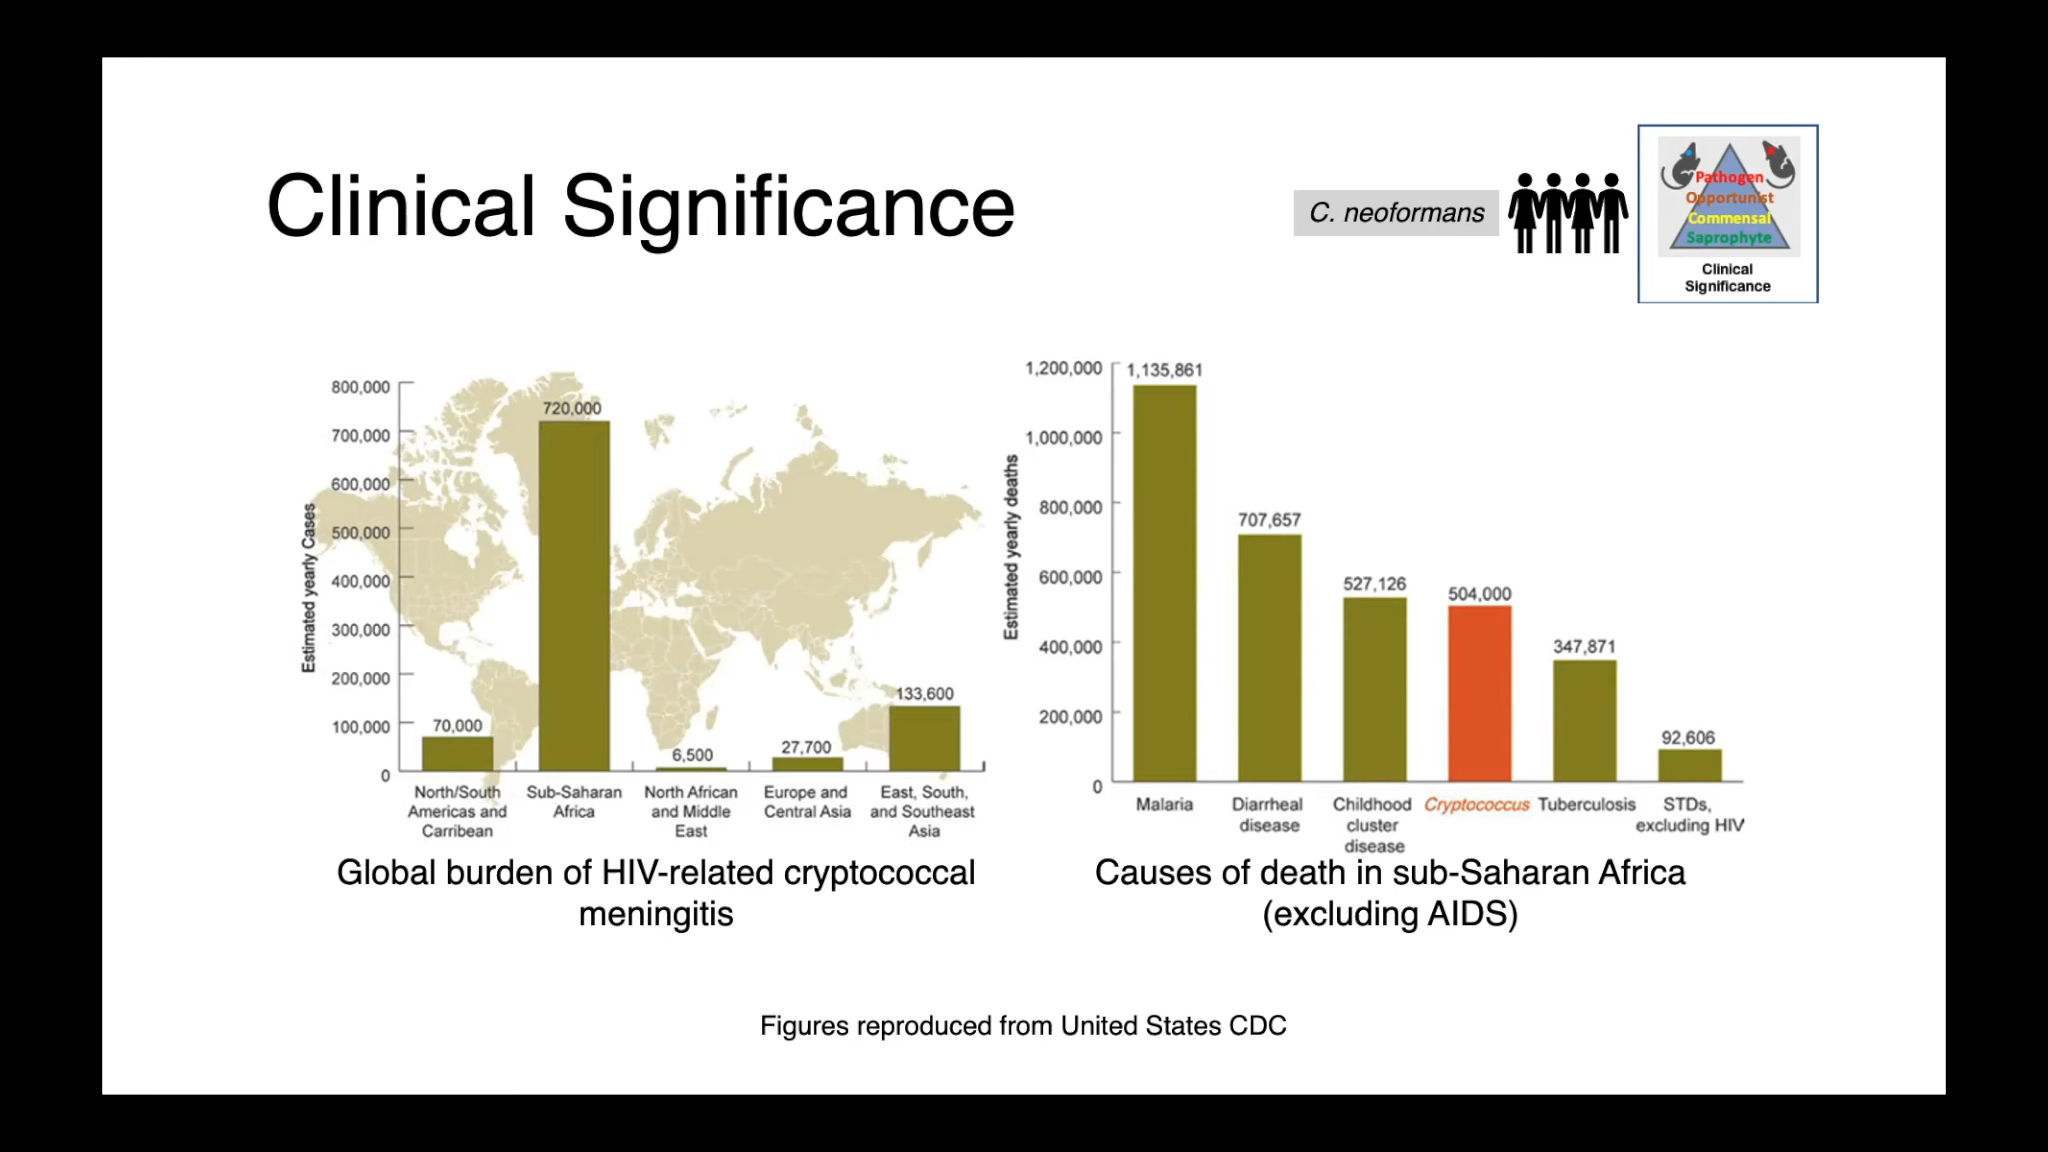 Clinical Significance
C. neoformans
Pathogen
Opportunist
Commensal
Saprophyte
Clinical
Significance
Estimated yearly Cases
800,000
700,000
600,000
500,000
400,000
300,000
200,000
100,000
0
70,000
720,000
6,500
27,700
133,600
North/South
Americas and
Carribean
Sub-Saharan
Africa
North African
and Middle
East
Europe and
Central Asia
East, South,
and Southeast
Asia
Global burden of HIV-related cryptococcal
meningitis
Estimated yearly deaths
1,200,000
1,000,000
800,000
600,000
400,000
200,000
0
1,135,861
707,657
527,126
504,000
347,871
92,606
Malaria
Diarrheal
disease
Childhood
cluster
disease
Cryptococcus
Tuberculosis
STDs,
excluding HIV
Causes of death in sub-Saharan Africa
(excluding AIDS)
Figures reproduced from United States CDC